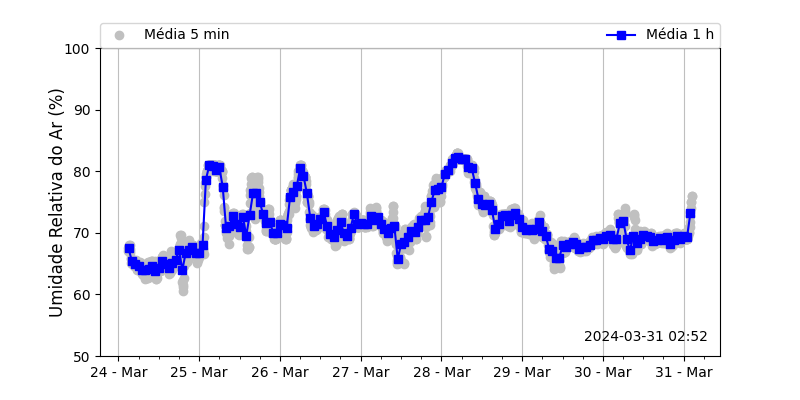 Média 5 min
Média 1 h
Umidade Relativa do Ar (%)
100
90
80
70
60
50
2024-03-31 02:52
24 - Mar
25 - Mar
26 - Mar
27 - Mar
28 - Mar
29 - Mar
30 - Mar
31 - Mar